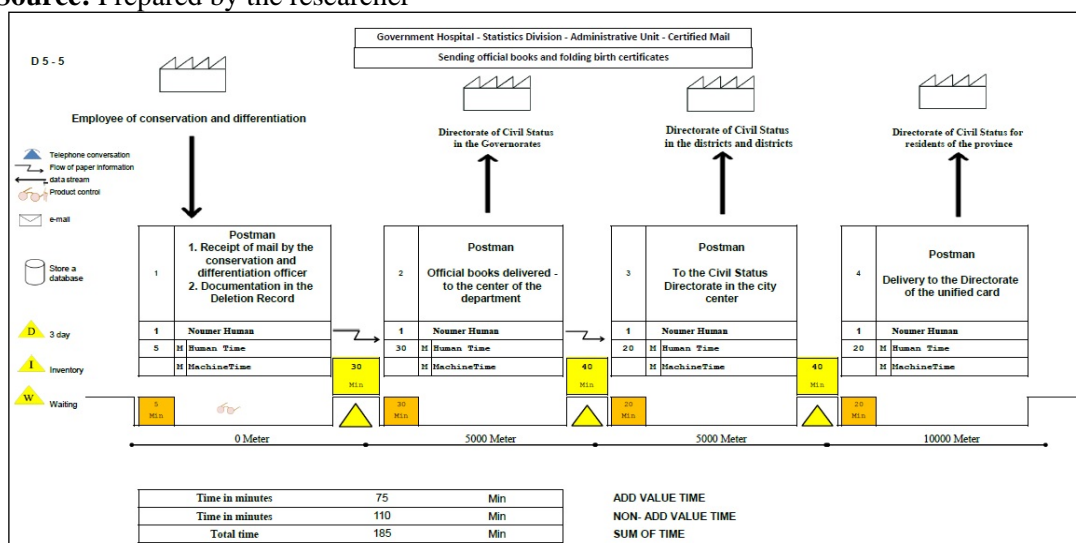 Source: Prepared by the researcher
Government Hospital - Statistics Division - Administrative Unit - Certified Mail
Sending official books and folding birth certificates
D 5 - 5
Employee of conservation and differentiation
Directorate of Civil Status
in the Governorates
Directorate of Civil Status
in the districts and districts
Directorate of Civil Status for
residents of the province
Telephone conversation
Flow of paper information
data stream
Product control
e-mail
Store a
database
D 3 day
I Inventory
W Waiting
1
Postman
1. Receipt of mail by the
conservation and
differentiation officer
2. Documentation in the
Deletion Record
1 Noumer Human
5 M Human Time
M MachineTime
2
Postman
Official books delivered -
to the center of the
department
1 Noumer Human
30 M Human Time
M MachineTime
3
Postman
To the Civil Status
Directorate in the city
center
1 Noumer Human
20 M Human Time
M MachineTime
4
Postman
Delivery to the Directorate
of the unified card
1 Noumer Human
20 M Human Time
M MachineTime
30
Min
40
Min
40
Min
5
Min
30
Min
20
Min
20
Min
0 Meter
5000 Meter
5000 Meter
10000 Meter
Time in minutes 75 Min ADD VALUE TIME
Time in minutes 110 Min NON- ADD VALUE TIME
Total time 185 Min SUM OF TIME